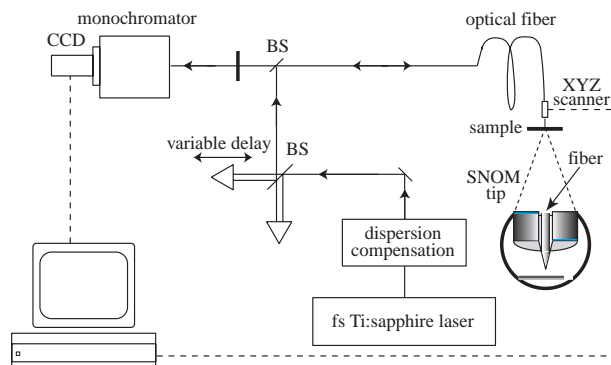 monochromator
CCD
BS
optical fiber
XYZ
scanner
sample
variable delay
BS
SNOM
tip
fiber
dispersion
compensation
fs Ti:sapphire laser